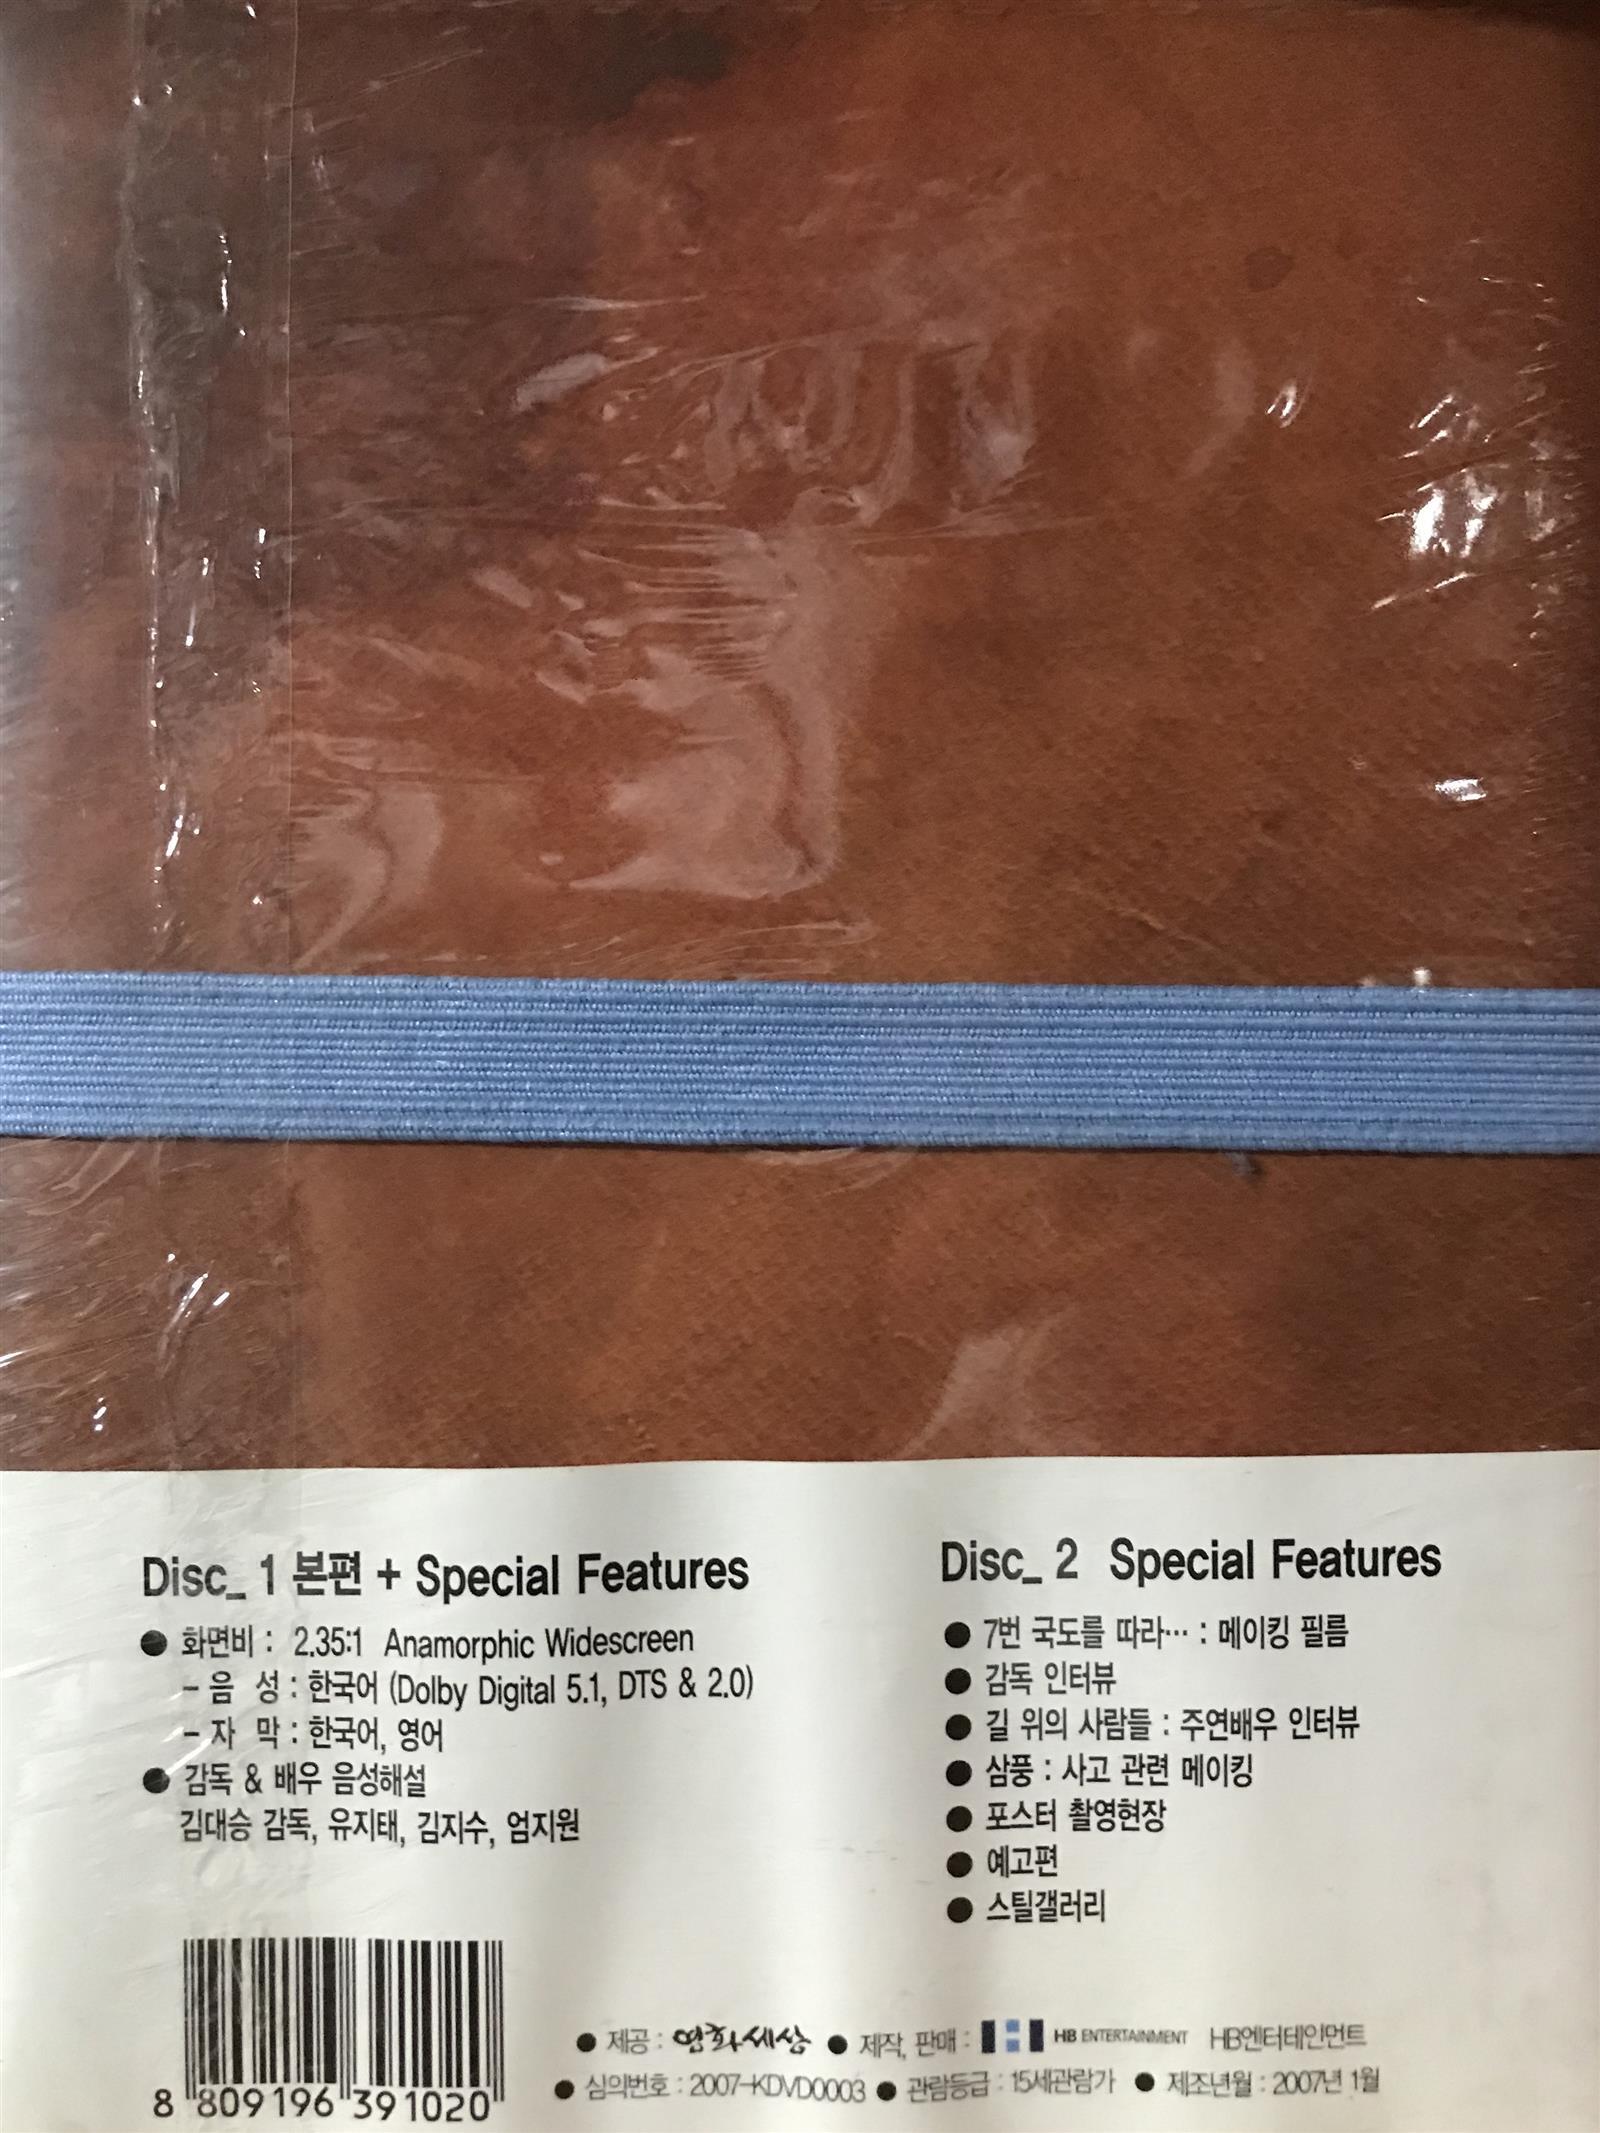 Disc_ 1 본편 + Special Features
● 화면비 : 2.35:1 Anamorphic Widescreen
- 음 성 : 한국어 (Dolby Digital 5.1, DTS & 2.0)
- 자 막 : 한국어, 영어
● 감독 & 배우 음성해설
김대승 감독, 유지태, 김지수, 엄지원
Disc_ 2 Special Features
● 7번 국도를 따라… : 메이킹 필름
● 감독 인터뷰
● 길 위의 사람들 : 주연배우 인터뷰
● 삼풍 : 사고 관련 메이킹
● 포스터 촬영현장
● 예고편
● 스틸갤러리
8 809196 391020
● 제공 : 영화세상 ● 제작, 판매 : HB ENTERTAINMENT HB엔터테인먼트
● 심의번호 : 2007-KDVD0003 ● 관람등급 : 15세관람가 ● 제조년월 : 2007년 1월